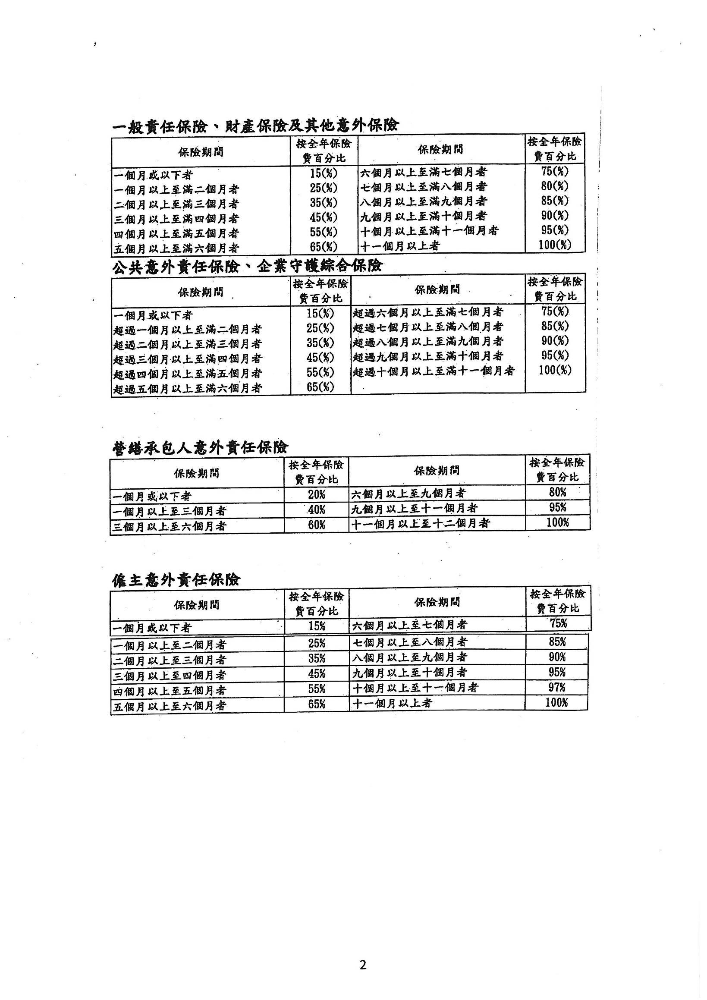 一般責任保險、財產保險及其他意外保險
保險期間 按全年保險費百分比 保險期間 按全年保險費百分比
一個月或以下者 15(%) 六個月以上至滿七個月者 75(%)
一個月以上至滿二個月者 25(%) 七個月以上至滿八個月者 80(%)
二個月以上至滿三個月者 35(%) 八個月以上至滿九個月者 85(%)
三個月以上至滿四個月者 45(%) 九個月以上至滿十個月者 90(%)
四個月以上至滿五個月者 55(%) 十個月以上至滿十一個月者 95(%)
五個月以上至滿六個月者 65(%) 十一個月以上者 100(%)
公共意外責任保險、企業守護綜合保險
保險期間 按全年保險費百分比 保險期間 按全年保險費百分比
一個月或以下者 15(%) 超過六個月以上至滿七個月者 75(%)
超過一個月以上至滿二個月者 25(%) 超過七個月以上至滿八個月者 85(%)
超過二個月以上至滿三個月者 35(%) 超過八個月以上至滿九個月者 90(%)
超過三個月以上至滿四個月者 45(%) 超過九個月以上至滿十個月者 95(%)
超過四個月以上至滿五個月者 55(%) 超過十個月以上至滿十一個月者 100(%)
超過五個月以上至滿六個月者 65(%)
營繕承包人意外責任保險
保險期間 按全年保險費百分比 保險期間 按全年保險費百分比
一個月或以下者 20% 六個月以上至九個月者 80%
一個月以上至三個月者 40% 九個月以上至十一個月者 95%
三個月以上至六個月者 60% 十一個月以上至十二個月者 100%
僱主意外責任保險
保險期間 按全年保險費百分比 保險期間 按全年保險費百分比
一個月或以下者 15% 六個月以上至七個月者 75%
一個月以上至二個月者 25% 七個月以上至八個月者 85%
二個月以上至三個月者 35% 八個月以上至九個月者 90%
三個月以上至四個月者 45% 九個月以上至十個月者 95%
四個月以上至五個月者 55% 十個月以上至十一個月者 97%
五個月以上至六個月者 65% 十一個月以上者 100%
2